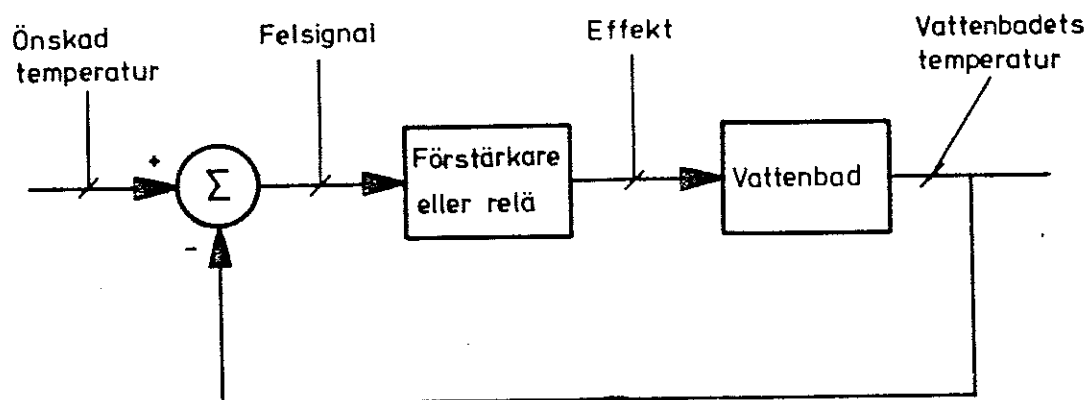 Önskad
temperatur
Felsignal
Effekt
Vattenbadets
temperatur
+
Σ
-
Förstärkare
eller relä
Vattenbad